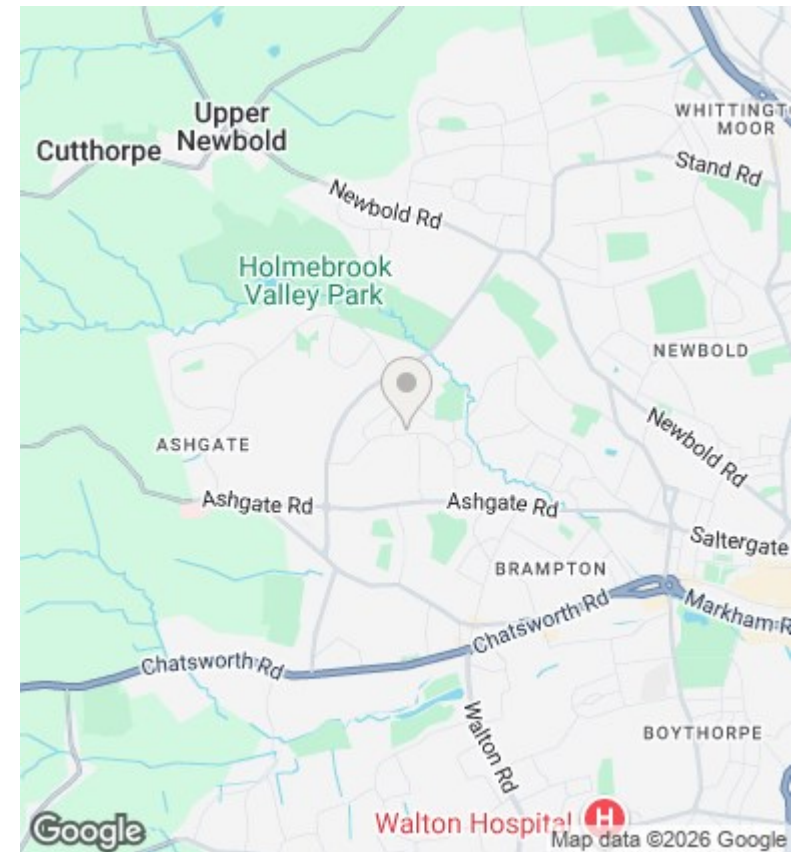 WHITTINGT
MOOR
Upper
Newbold
Cutthorpe
Stand Rd
Newbold Rd
Holmebrook
Valley Park
NEWBOLD
Newbold Rd
ASHGATE
Ashgate Rd
Ashgate Rd
Saltergate
BRAMPTON
Markham R
Chatsworth Rd
Chatsworth Rd
Walton Rd
BOYTHORPE
Walton Hospital
H
Google
Map data ©2026 Google